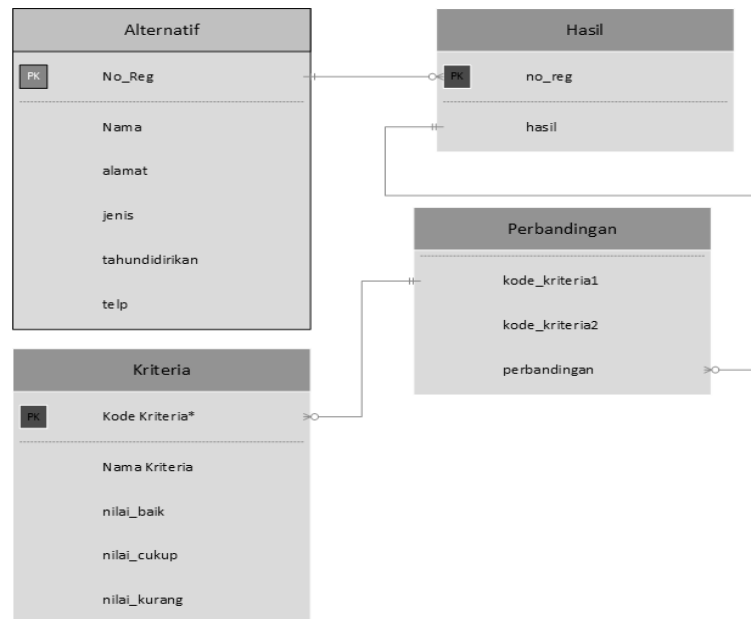 Alternatif
PK No_Reg
Nama
alamat
jenis
tahundidirikan
telp
Hasil
PK no_reg
hasil
Perbandingan
kode_kriteria1
kode_kriteria2
perbandingan
Kriteria
PK Kode Kriteria*
Nama Kriteria
nilai_baik
nilai_cukup
nilai_kurang